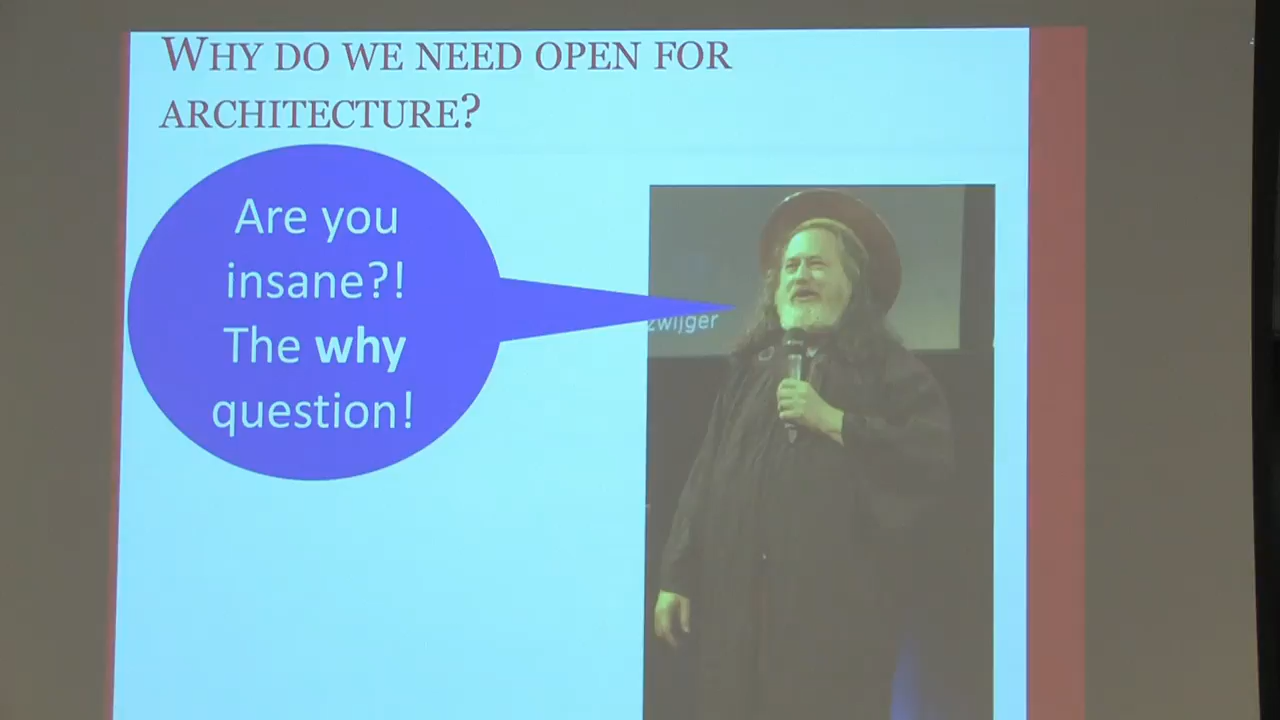 WHY DO WE NEED OPEN FOR
ARCHITECTURE?
Are you
insane?!
The why
question!
zwijger